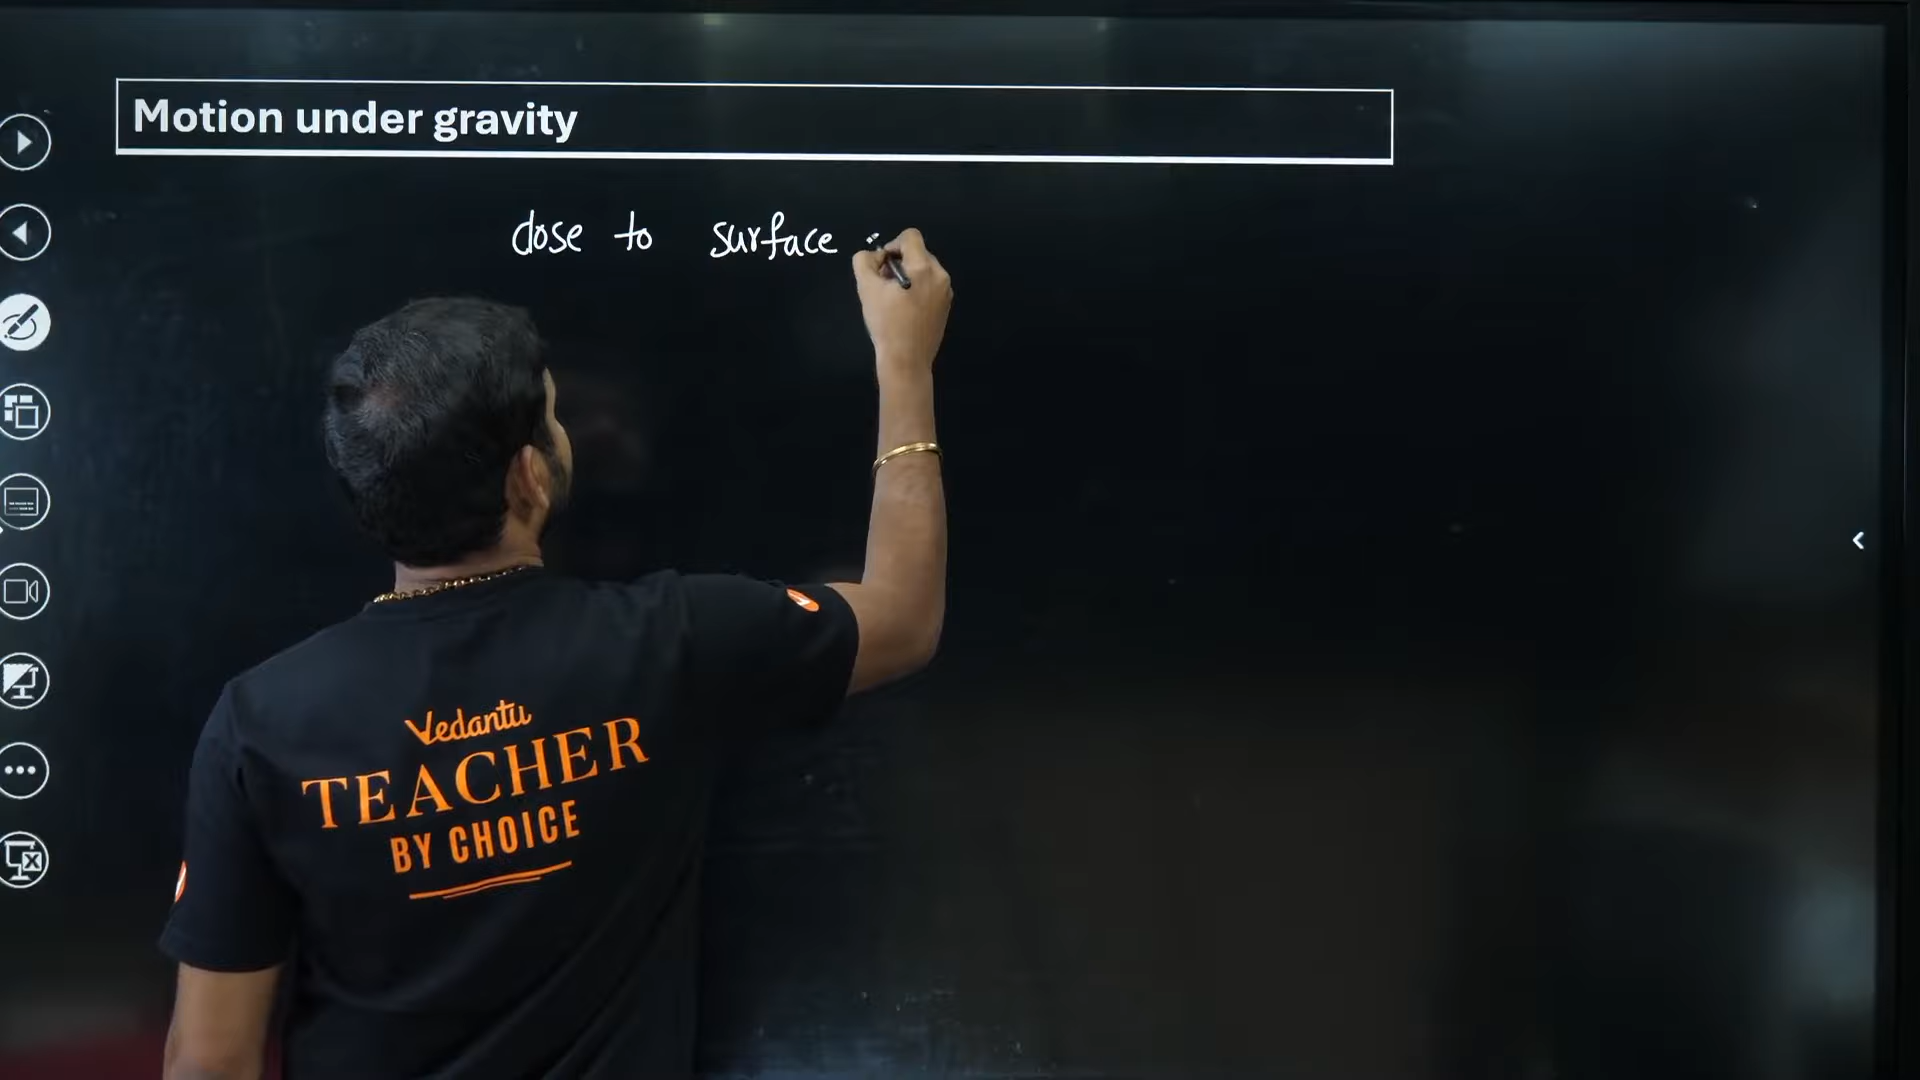 Motion under gravity
close to surface
Vedantu
TEACHER
BY CHOICE